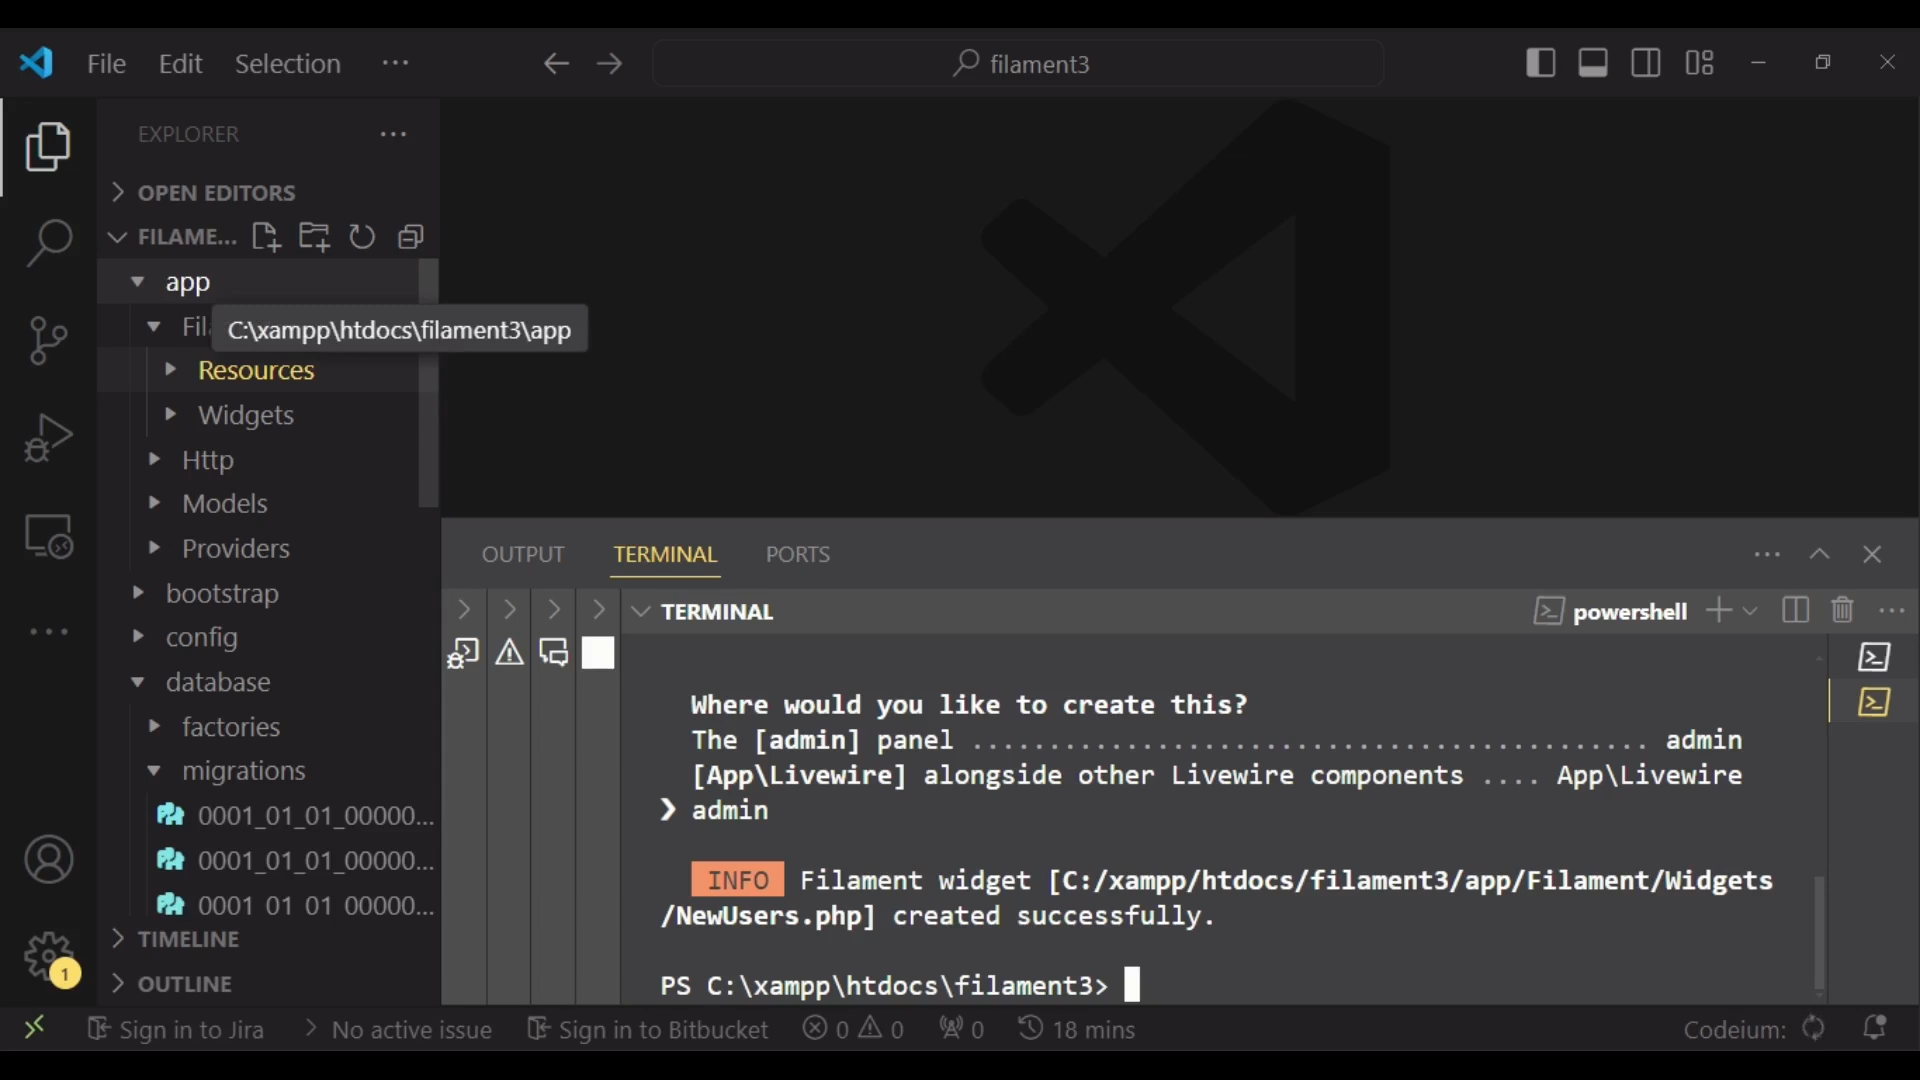 File Edit Selection ···
filament3
EXPLORER ···
OPEN EDITORS
FILAME...
app
Fil
C:\xampp\htdocs\filament3\app
Resources
Widgets
Http
Models
Providers
bootstrap
config
database
factories
migrations
0001_01_01_00000...
0001_01_01_00000...
0001_01_01_00000...
TIMELINE
OUTLINE
OUTPUT TERMINAL PORTS
TERMINAL
powershell
Where would you like to create this?
The [admin] panel ............................................ admin
[App\Livewire] alongside other Livewire components .... App\Livewire
❯ admin
INFO Filament widget [C:/xampp/htdocs/filament3/app/Filament/Widgets
/NewUsers.php] created successfully.
PS C:\xampp\htdocs\filament3>
1
Sign in to Jira No active issue Sign in to Bitbucket 0 0 0 18 mins Codeium: